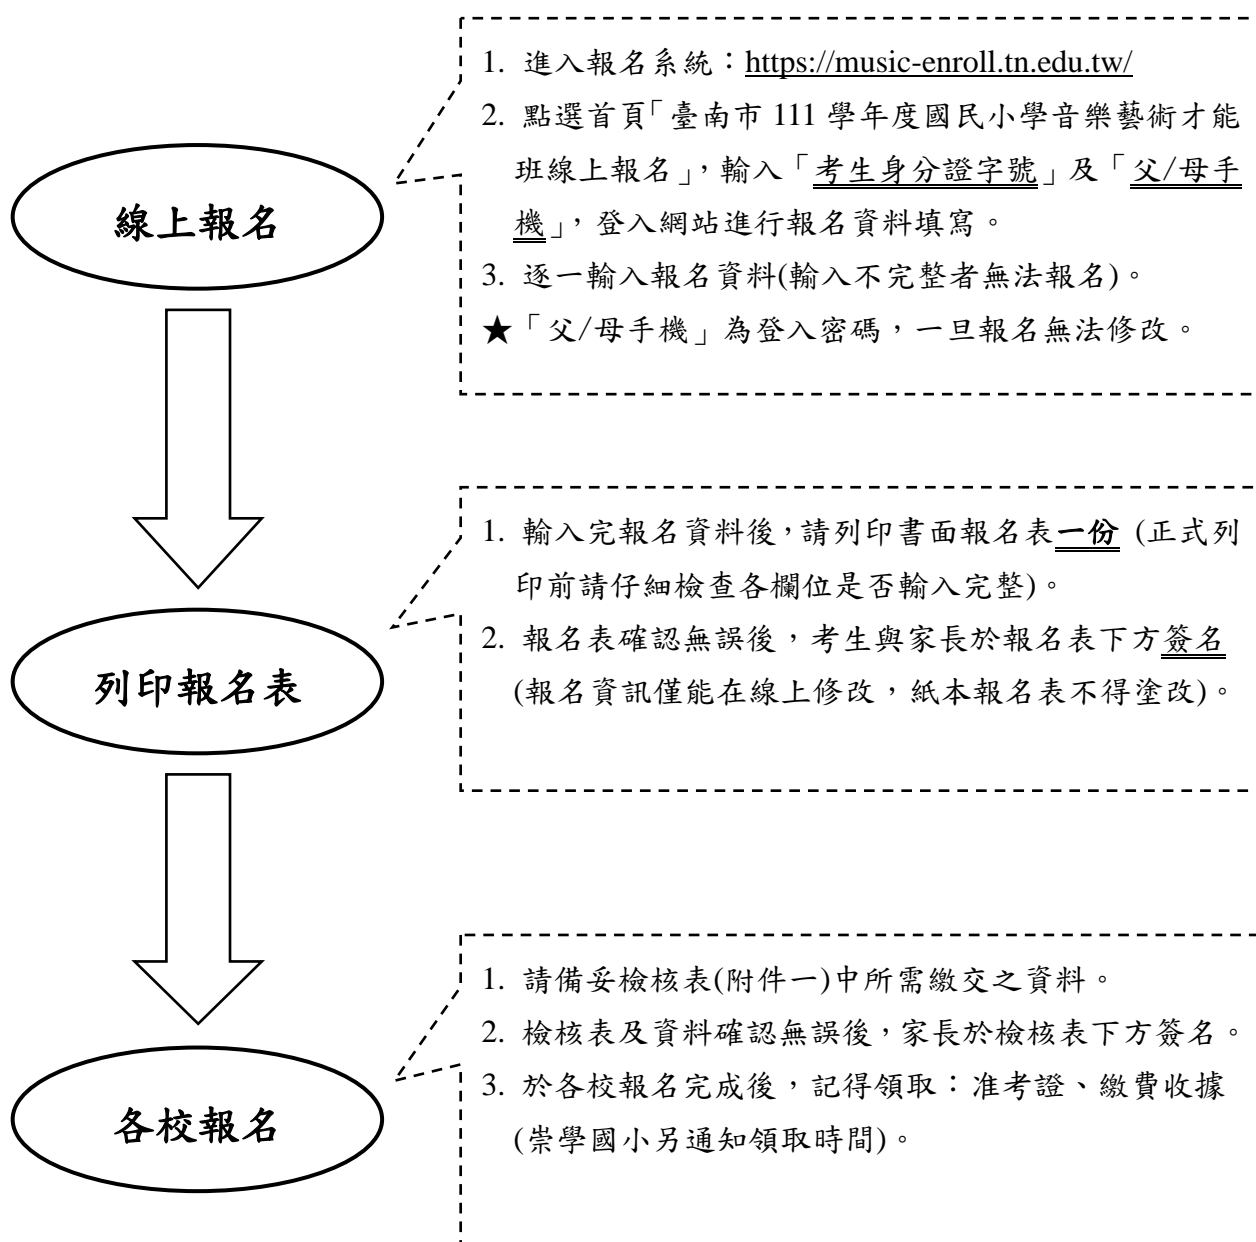 線上報名
1. 進入報名系統：https://music-enroll.tn.edu.tw/
2. 點選首頁「臺南市 111 學年度國民小學音樂藝術才能
班線上報名」，輸入「考生身分證字號」及「父/母手
機」，登入網站進行報名資料填寫。
3. 逐一輸入報名資料(輸入不完整者無法報名)。
★「父/母手機」為登入密碼，一旦報名無法修改。
列印報名表
1. 輸入完報名資料後，請列印書面報名表一份 (正式列
印前請仔細檢查各欄位是否輸入完整)。
2. 報名表確認無誤後，考生與家長於報名表下方簽名
(報名資訊僅能在線上修改，紙本報名表不得塗改)。
各校報名
1. 請備妥檢核表(附件一)中所需繳交之資料。
2. 檢核表及資料確認無誤後，家長於檢核表下方簽名。
3. 於各校報名完成後，記得領取：准考證、繳費收據
(崇學國小另通知領取時間)。